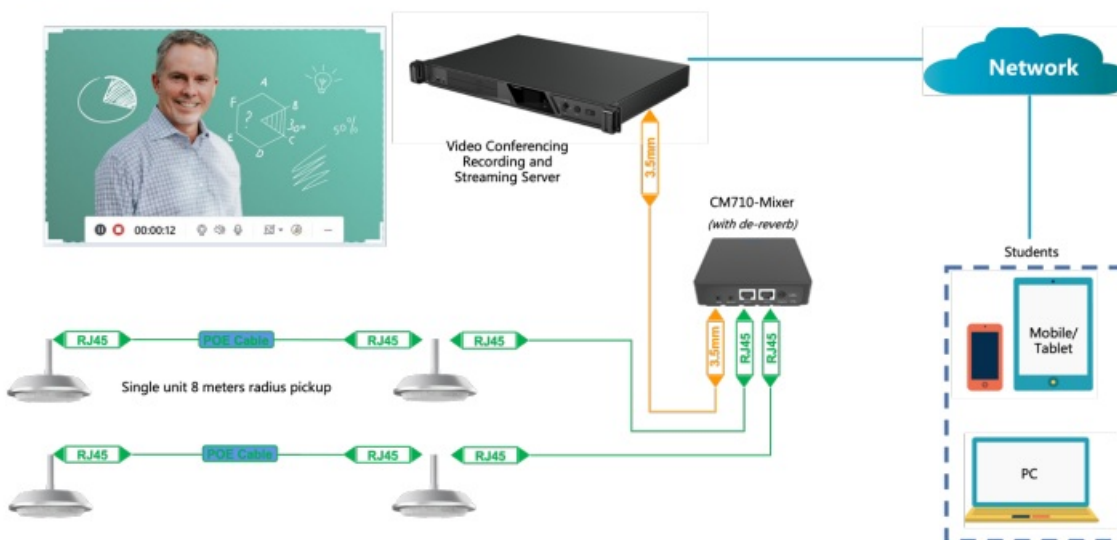 A
F
B
?
30°
E
C
D
50%
00:00:12
Video Conferencing
Recording and
Streaming Server
3.5mm
Network
CM710-Mixer
(with de-reverb)
Students
Mobile/
Tablet
PC
3.5mm
RJ45
RJ45
RJ45
POE Cable
RJ45
RJ45
Single unit 8 meters radius pickup
RJ45
POE Cable
RJ45
RJ45